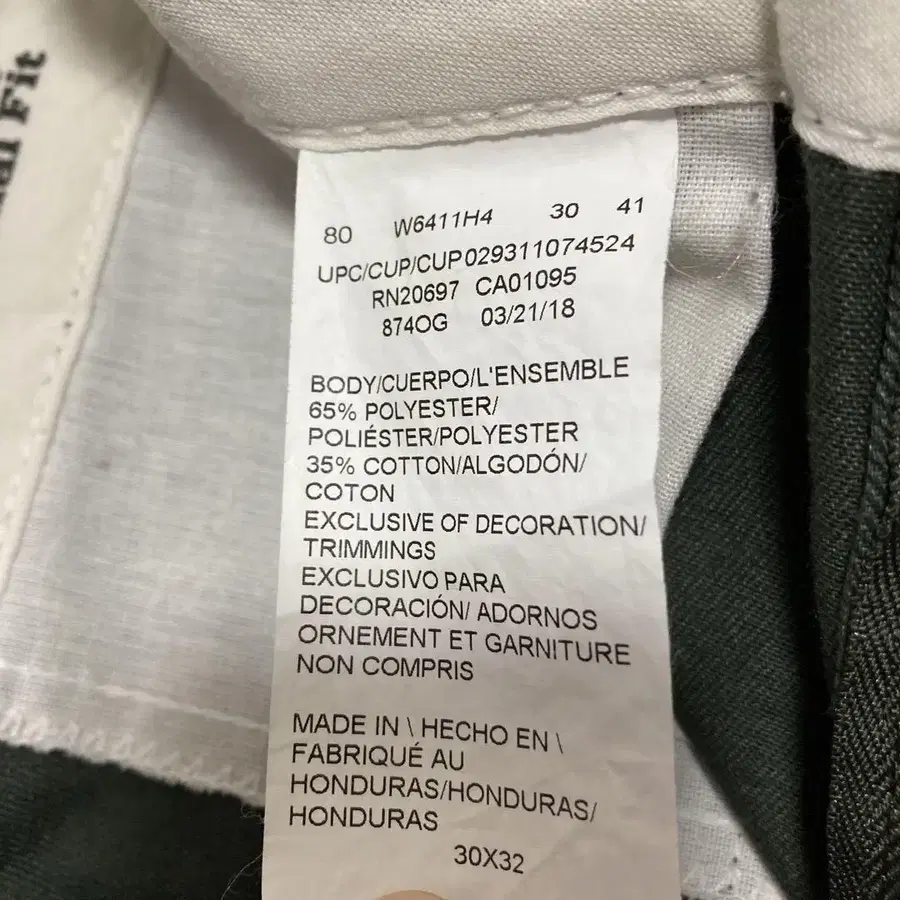 al Fit
80 W6411H4 30 41
UPC/CUP/CUP029311074524
RN20697 CA01095
874OG 03/21/18
BODY/CUERPO/L'ENSEMBLE
65% POLYESTER/
POLIÉSTER/POLYESTER
35% COTTON/ALGODÓN/
COTON
EXCLUSIVE OF DECORATION/
TRIMMINGS
EXCLUSIVO PARA
DECORACIÓN/ ADORNOS
ORNEMENT ET GARNITURE
NON COMPRIS
MADE IN \ HECHO EN \
FABRIQUÉ AU
HONDURAS/HONDURAS/
HONDURAS
30X32